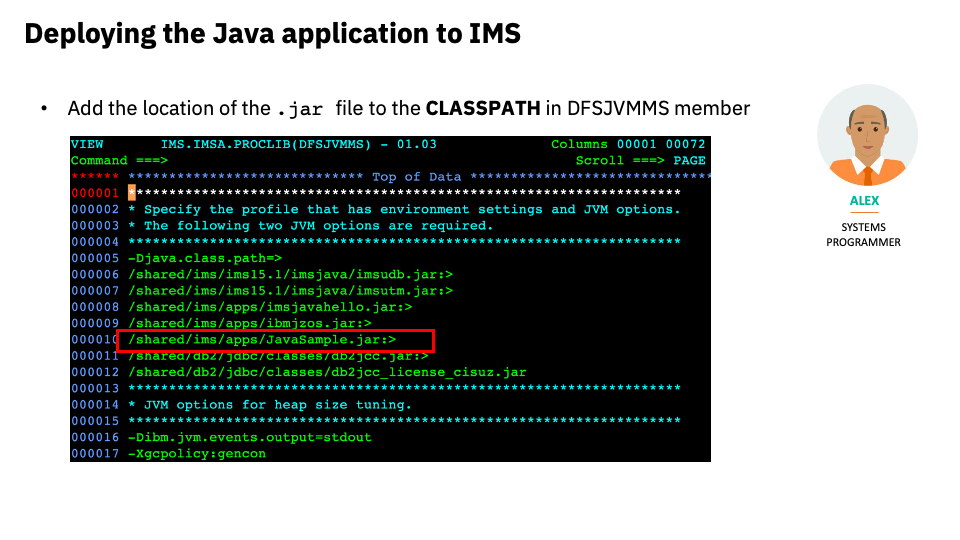 Deploying the Java application to IMS
• Add the location of the .jar file to the CLASSPATH in DFSJVMMS member
VIEW IMS.IMSA.PROCLIB(DFSJVMMS) - 01.03 Columns 00001 00072
Command ===> Scroll ===> PAGE
****** ***************************** Top of Data ******************************
000001 ********************************************************************
000002 * Specify the profile that has environment settings and JVM options.
000003 * The following two JVM options are required.
000004 ********************************************************************
000005 -Djava.class.path=>
000006 /shared/ims/ims15.1/imsjava/imsudb.jar:>
000007 /shared/ims/ims15.1/imsjava/imsutm.jar:>
000008 /shared/ims/apps/imsjavahello.jar:>
000009 /shared/ims/apps/ibmjzos.jar:>
000010 /shared/ims/apps/JavaSample.jar:>
000011 /shared/db2/jdbc/classes/db2jcc.jar:>
000012 /shared/db2/jdbc/classes/db2jcc_license_cisuz.jar
000013 ********************************************************************
000014 * JVM options for heap size tuning.
000015 ********************************************************************
000016 -Dibm.jvm.events.output=stdout
000017 -Xgcpolicy:gencon
ALEX
SYSTEMS
PROGRAMMER